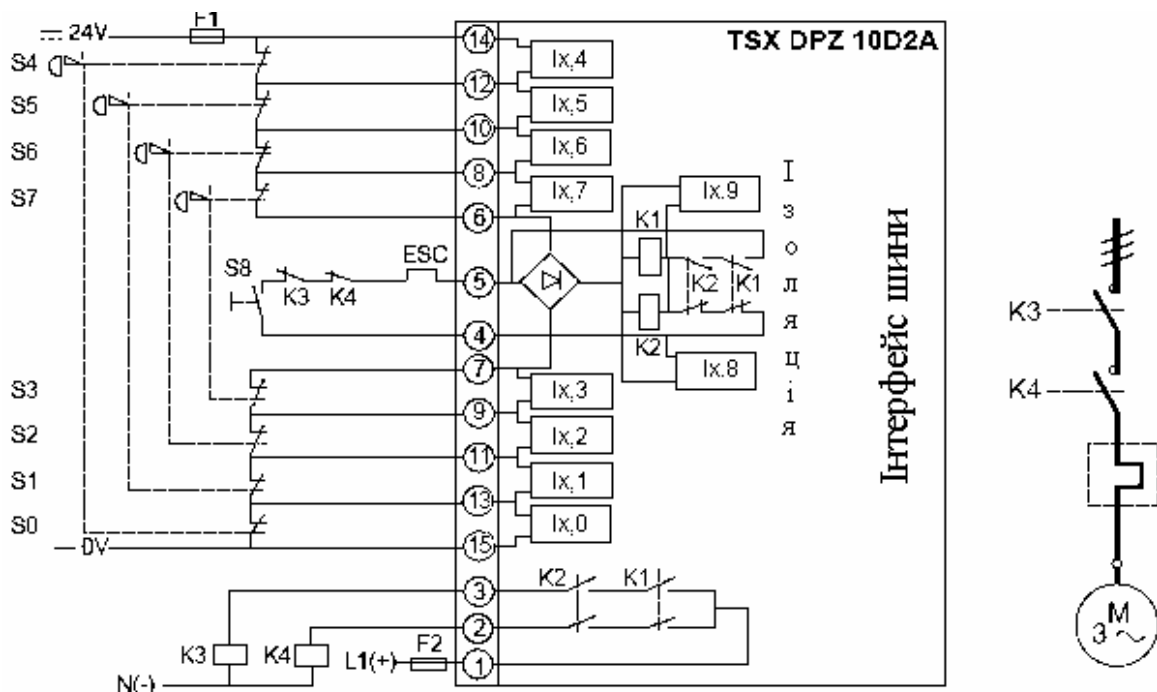 F1
24V
14
TSX DPZ 10D2A
S4
Ix,4
12
S5
Ix,5
10
S6
Ix,6
8
S7
Ix,7
6
K1
Ix.9
Ізоляція
Інтерфейс шини
S8
K3
K4
ESC
5
K2
K1
4
K2
Ix.8
7
S3
Ix,3
9
S2
Ix,2
11
S1
Ix,1
13
S0
Ix,0
0V
15
3
K2
K1
2
K3
K4
L1(+)
F2
1
N(-)
K3
K4
M
3 ~